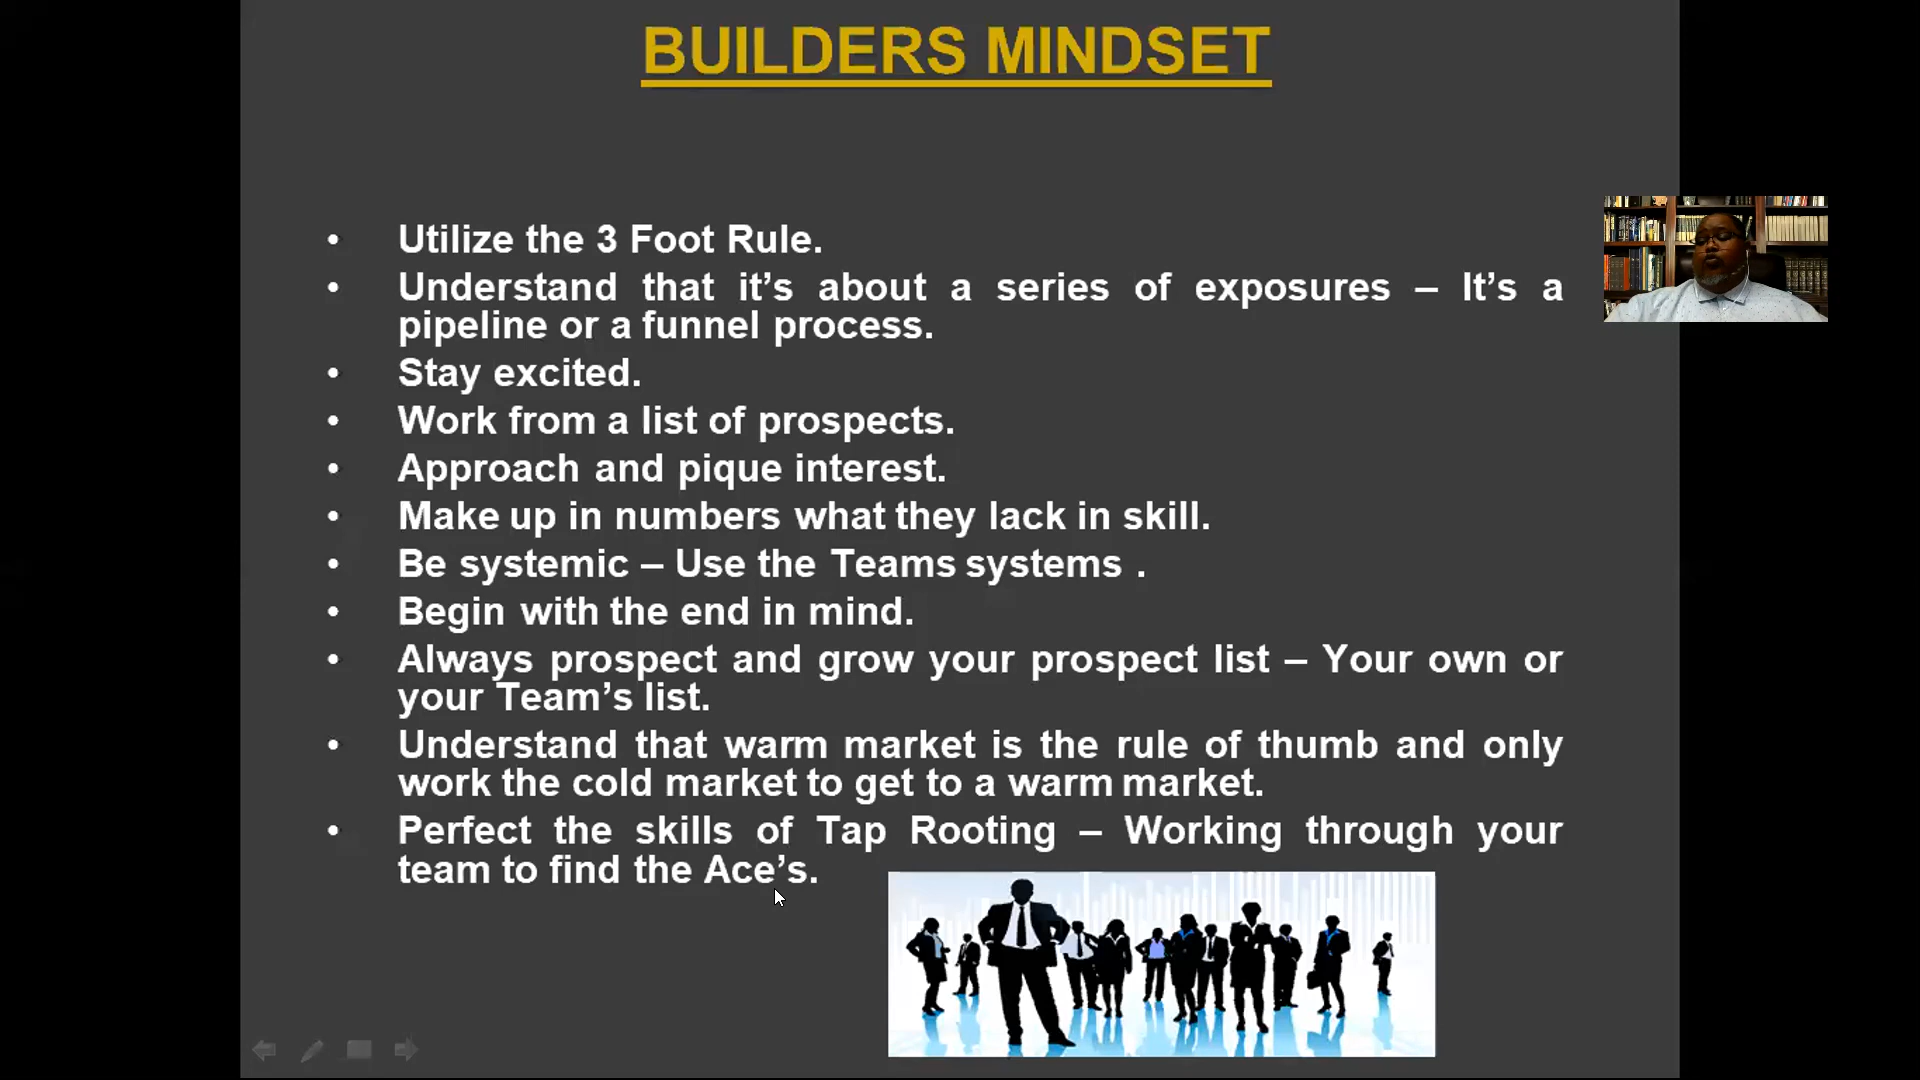 BUILDERS MINDSET
• Utilize the 3 Foot Rule.
• Understand that it’s about a series of exposures – It’s a
pipeline or a funnel process.
• Stay excited.
• Work from a list of prospects.
• Approach and pique interest.
• Make up in numbers what they lack in skill.
• Be systemic – Use the Teams systems .
• Begin with the end in mind.
• Always prospect and grow your prospect list – Your own or
your Team’s list.
• Understand that warm market is the rule of thumb and only
work the cold market to get to a warm market.
• Perfect the skills of Tap Rooting – Working through your
team to find the Ace’s.